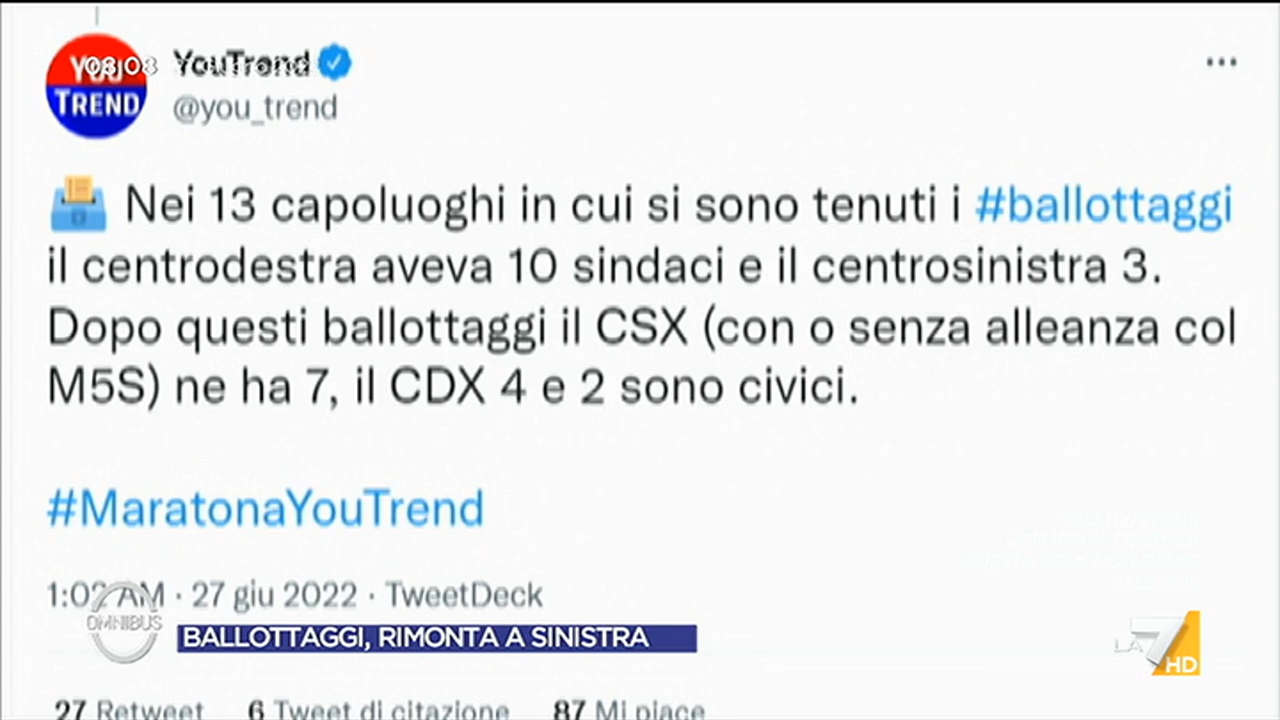 YOU TREND
08:03
YouTrend
@you_trend
Nei 13 capoluoghi in cui si sono tenuti i #ballottaggi
il centrodestra aveva 10 sindaci e il centrosinistra 3.
Dopo questi ballottaggi il CSX (con o senza alleanza col
M5S) ne ha 7, il CDX 4 e 2 sono civici.
#MaratonaYouTrend
1:02 AM · 27 giu 2022 · TweetDeck
OMNIBUS
BALLOTTAGGI, RIMONTA A SINISTRA
LA7 HD
27 Retweet 6 Tweet di citazione 87 Mi piace